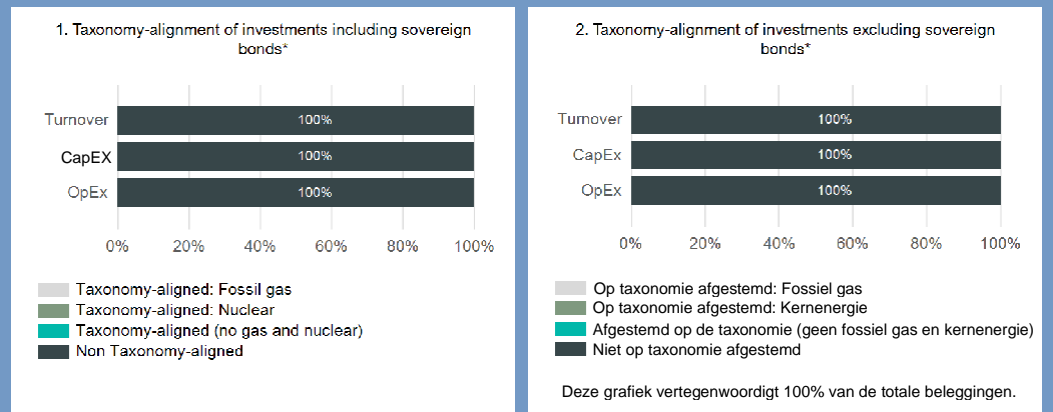 1. Taxonomy-alignment of investments including sovereign
bonds*
Turnover 100%
CapEX 100%
OpEx 100%
0% 20% 40% 60% 80% 100%
Taxonomy-aligned: Fossil gas
Taxonomy-aligned: Nuclear
Taxonomy-aligned (no gas and nuclear)
Non Taxonomy-aligned
2. Taxonomy-alignment of investments excluding sovereign
bonds*
Turnover 100%
CapEx 100%
OpEx 100%
0% 20% 40% 60% 80% 100%
Op taxonomie afgestemd: Fossiel gas
Op taxonomie afgestemd: Kernenergie
Afgestemd op de taxonomie (geen fossiel gas en kernenergie)
Niet op taxonomie afgestemd
Deze grafiek vertegenwoordigt 100% van de totale beleggingen.